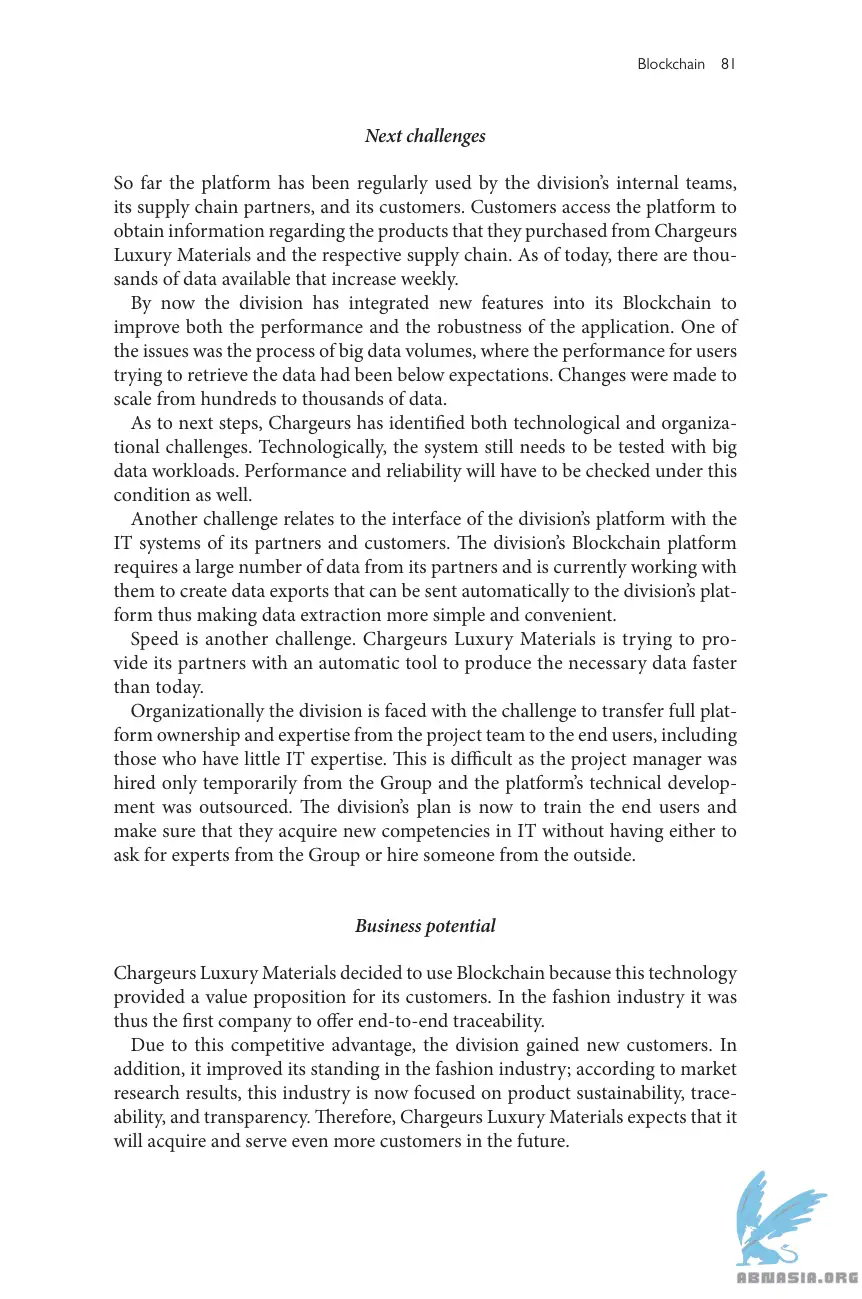 Blockchain 81
Next challenges
So far the platform has been regularly used by the division’s internal teams,
its supply chain partners, and its customers. Customers access the platform to
obtain information regarding the products that they purchased from Chargeurs
Luxury Materials and the respective supply chain. As of today, there are thou-
sands of data available that increase weekly.
By now the division has integrated new features into its Blockchain to
improve both the performance and the robustness of the application. One of
the issues was the process of big data volumes, where the performance for users
trying to retrieve the data had been below expectations. Changes were made to
scale from hundreds to thousands of data.
As to next steps, Chargeurs has identified both technological and organiza-
tional challenges. Technologically, the system still needs to be tested with big
data workloads. Performance and reliability will have to be checked under this
condition as well.
Another challenge relates to the interface of the division’s platform with the
IT systems of its partners and customers. The division’s Blockchain platform
requires a large number of data from its partners and is currently working with
them to create data exports that can be sent automatically to the division’s plat-
form thus making data extraction more simple and convenient.
Speed is another challenge. Chargeurs Luxury Materials is trying to pro-
vide its partners with an automatic tool to produce the necessary data faster
than today.
Organizationally the division is faced with the challenge to transfer full plat-
form ownership and expertise from the project team to the end users, including
those who have little IT expertise. This is difficult as the project manager was
hired only temporarily from the Group and the platform’s technical develop-
ment was outsourced. The division’s plan is now to train the end users and
make sure that they acquire new competencies in IT without having either to
ask for experts from the Group or hire someone from the outside.
Business potential
Chargeurs Luxury Materials decided to use Blockchain because this technology
provided a value proposition for its customers. In the fashion industry it was
thus the first company to offer end-to-end traceability.
Due to this competitive advantage, the division gained new customers. In
addition, it improved its standing in the fashion industry; according to market
research results, this industry is now focused on product sustainability, trace-
ability, and transparency. Therefore, Chargeurs Luxury Materials expects that it
will acquire and serve even more customers in the future.
ABNASIA.ORG